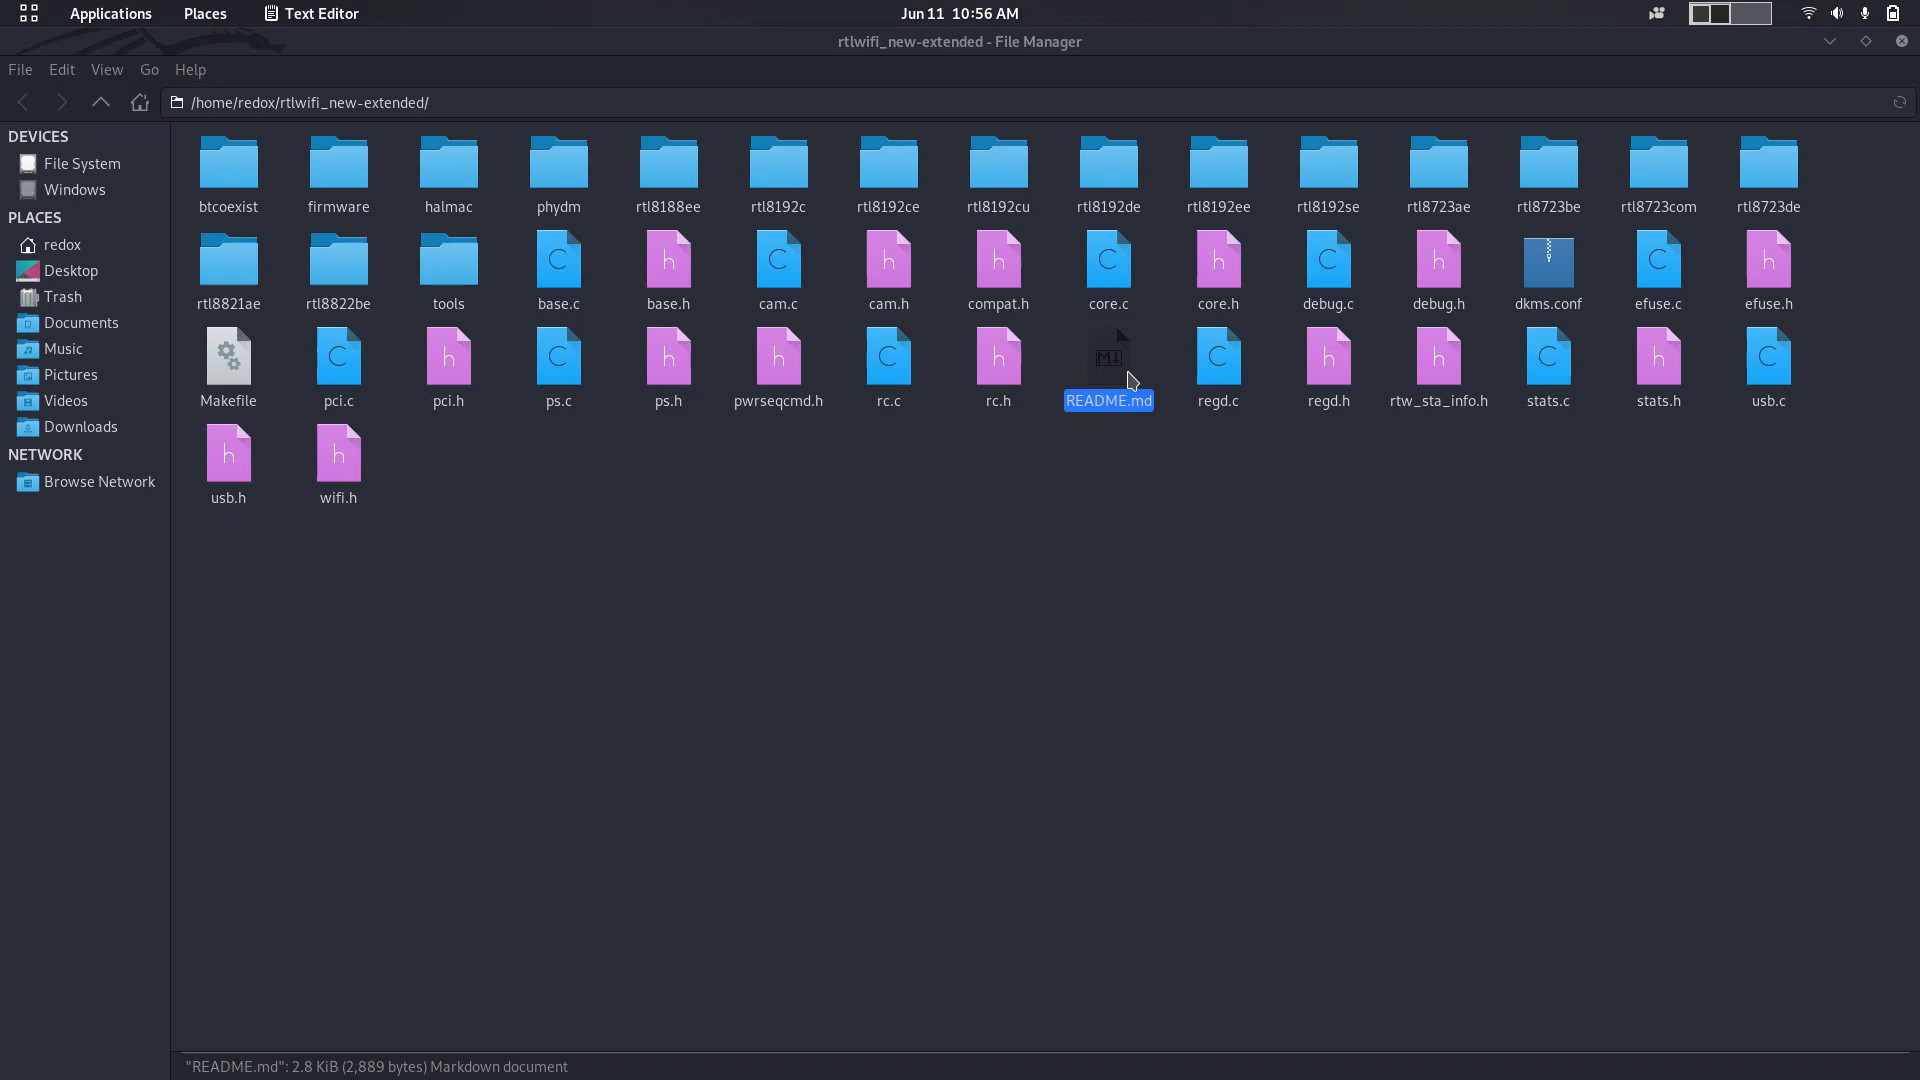 Applications Places Text Editor Jun 11 10:56 AM
rtlwifi_new-extended - File Manager
File Edit View Go Help
/home/redox/rtlwifi_new-extended/
DEVICES
File System
Windows
PLACES
redox
Desktop
Trash
Documents
Music
Pictures
Videos
Downloads
NETWORK
Browse Network
btcoexist firmware halmac phydm rtl8188ee rtl8192c rtl8192ce rtl8192cu rtl8192de rtl8192ee rtl8192se rtl8723ae rtl8723be rtl8723com rtl8723de
C h C h h C h C h C h
rtl8821ae rtl8822be tools base.c base.h cam.c cam.h compat.h core.c core.h debug.c debug.h dkms.conf efuse.c efuse.h
C h C h h C h M↓ C h h C h C
Makefile pci.c pci.h ps.c ps.h pwrseqcmd.h rc.c rc.h README.md regd.c regd.h rtw_sta_info.h stats.c stats.h usb.c
h h
usb.h wifi.h
"README.md": 2.8 KiB (2,889 bytes) Markdown document